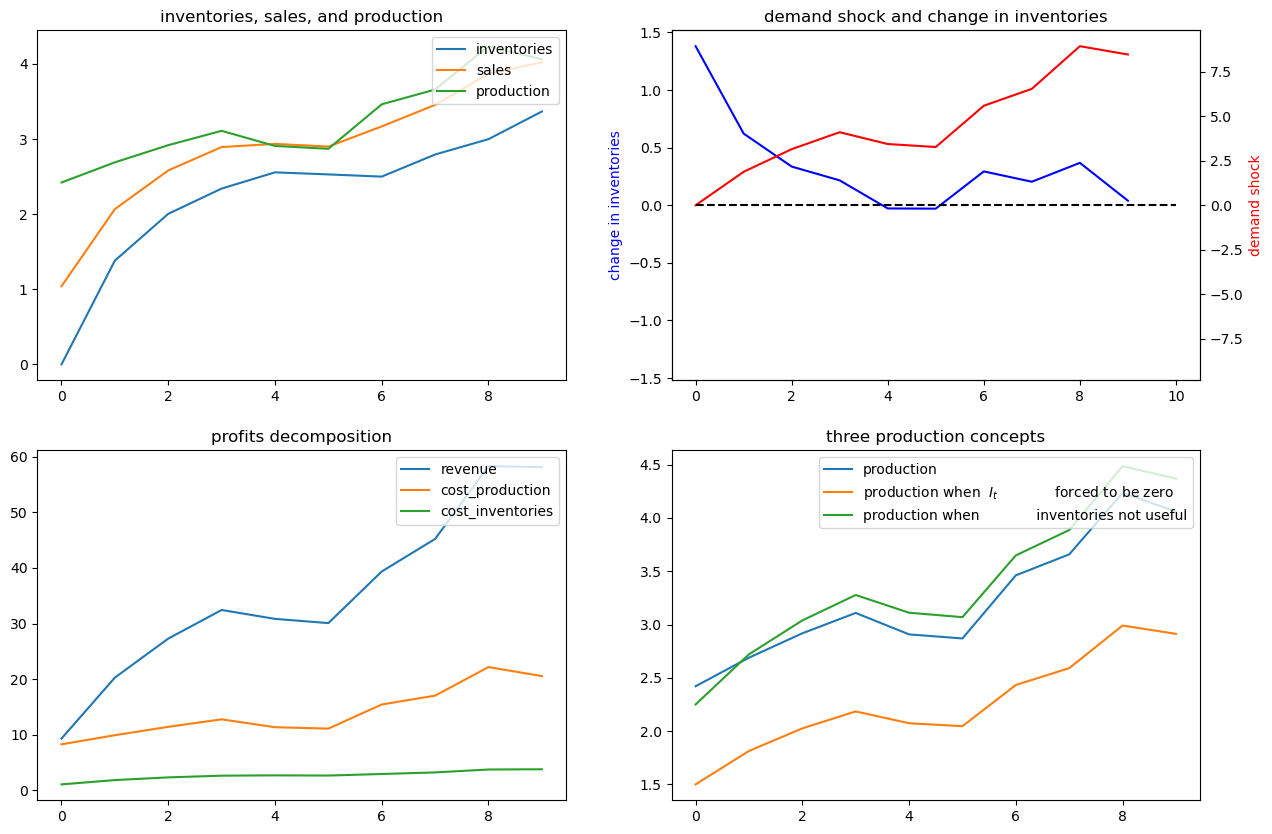 inventories, sales, and production
inventories
sales
production
4
3
2
1
0
0 2 4 6 8
demand shock and change in inventories
change in inventories
1.5
1.0
0.5
0.0
−0.5
−1.0
−1.5
0 2 4 6 8 10
7.5
5.0
2.5
0.0
−2.5
−5.0
−7.5
demand shock
profits decomposition
revenue
cost_production
cost_inventories
60
50
40
30
20
10
0
0 2 4 6 8
three production concepts
production
production when I_t forced to be zero
production when inventories not useful
4.5
4.0
3.5
3.0
2.5
2.0
1.5
0 2 4 6 8